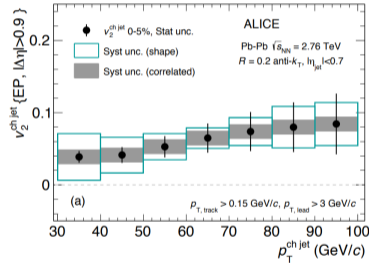 v₂^ch jet 0-5%, Stat unc.
Syst unc. (shape)
Syst unc. (correlated)
ALICE
Pb-Pb √s_NN = 2.76 TeV
R = 0.2 anti-k_T, |η_jet|<0.7
v₂^ch jet {EP, |Δη|>0.9 }
0.2
0.1
0
(a)
p_T, track > 0.15 GeV/c, p_T, lead > 3 GeV/c
30 40 50 60 70 80 90 100
p_T^ch jet (GeV/c)